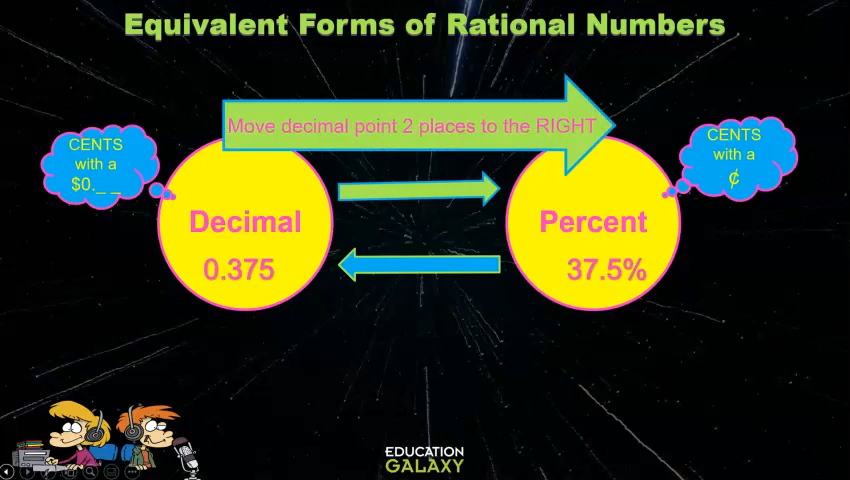 Equivalent Forms of Rational Numbers
Move decimal point 2 places to the RIGHT
CENTS
with a
$0._ _
CENTS
with a
¢
Decimal
0.375
Percent
37.5%
EDUCATION
GALAXY